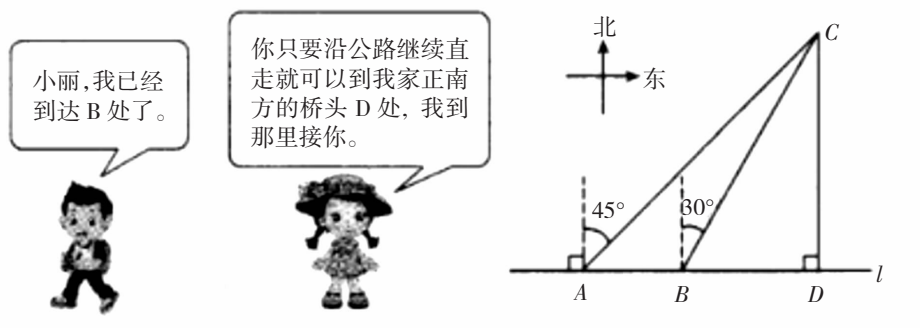 小丽,我已经
到达 B 处了。
你只要沿公路继续直
走就可以到我家正南
方的桥头 D 处, 我到
那里接你。
北
东
C
45°
30°
A
B
D
l